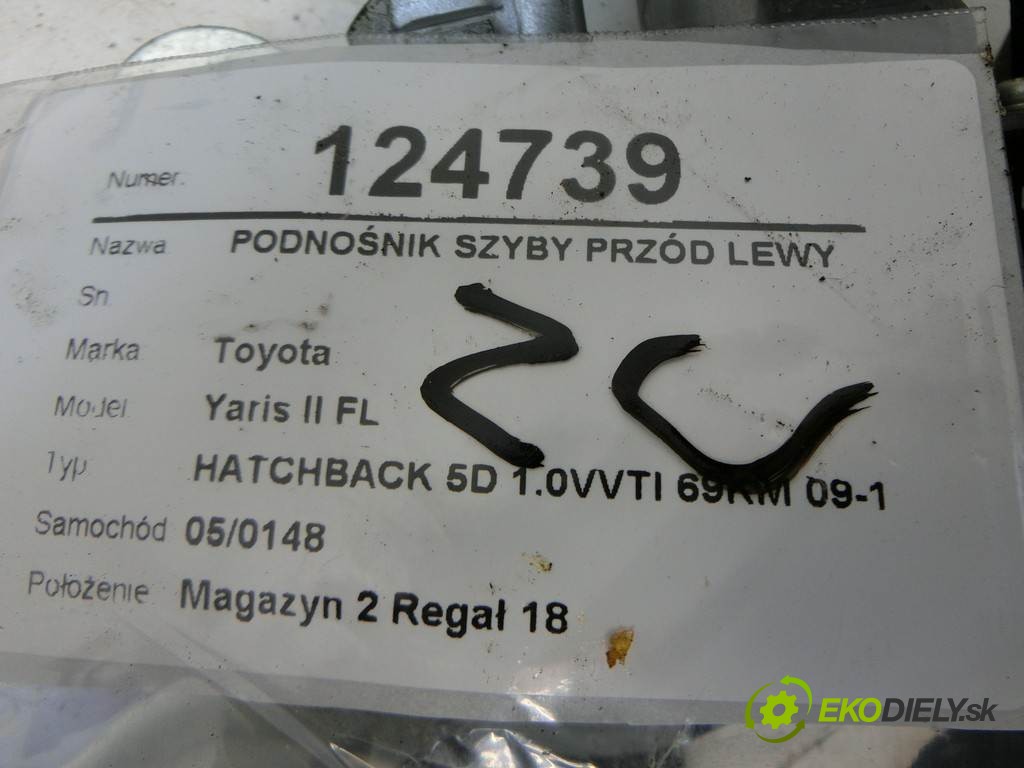 Numer. 124739
Nazwa PODNOŚNIK SZYBY PRZÓD LEWY
Sn
Marka Toyota
Model Yaris II FL
Typ HATCHBACK 5D 1.0VVTI 69KM 09-1
Samochód 05/0148
Położenie Magazyn 2 Regał 18
EKODIELY.sk